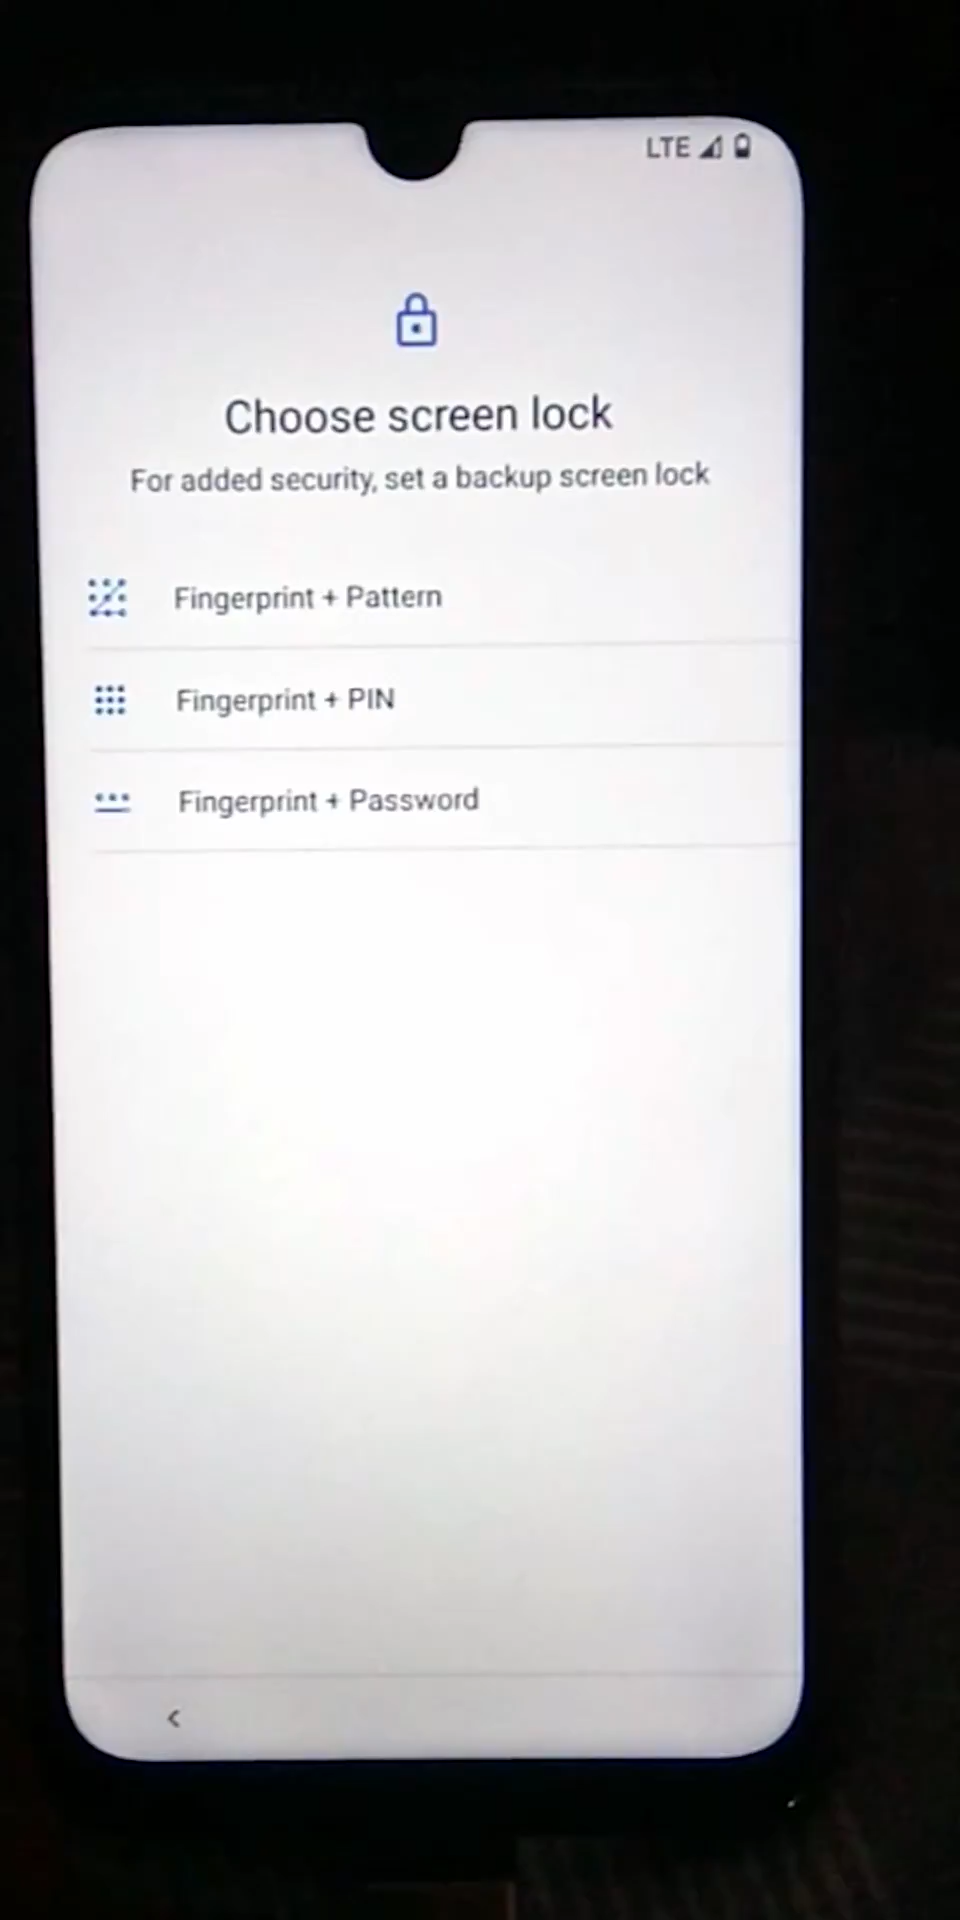 LTE
Choose screen lock
For added security, set a backup screen lock
Fingerprint + Pattern
Fingerprint + PIN
Fingerprint + Password